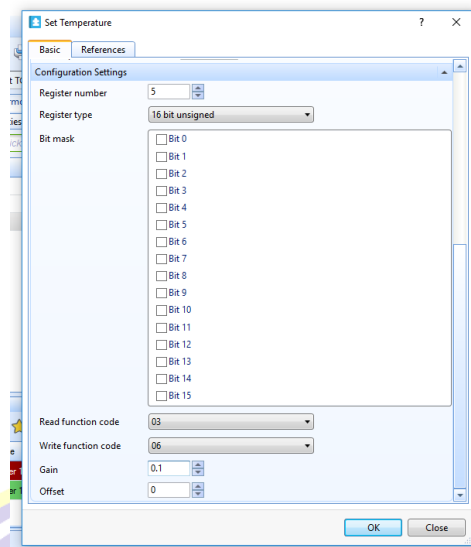 Set Temperature
?
Basic References
Configuration Settings
Register number 5
Register type 16 bit unsigned
Bit mask
Bit 0
Bit 1
Bit 2
Bit 3
Bit 4
Bit 5
Bit 6
Bit 7
Bit 8
Bit 9
Bit 10
Bit 11
Bit 12
Bit 13
Bit 14
Bit 15
Read function code 03
Write function code 06
Gain 0.1
Offset 0
OK Close